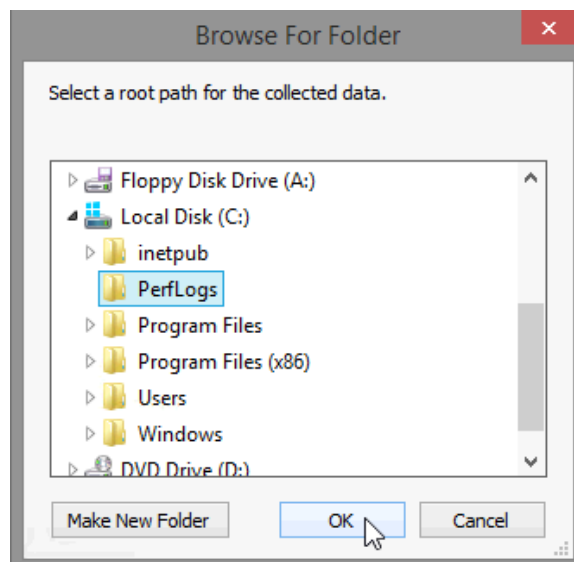 Browse For Folder
Select a root path for the collected data.
Floppy Disk Drive (A:)
Local Disk (C:)
inetpub
PerfLogs
Program Files
Program Files (x86)
Users
Windows
DVD Drive (D:)
Make New Folder OK Cancel